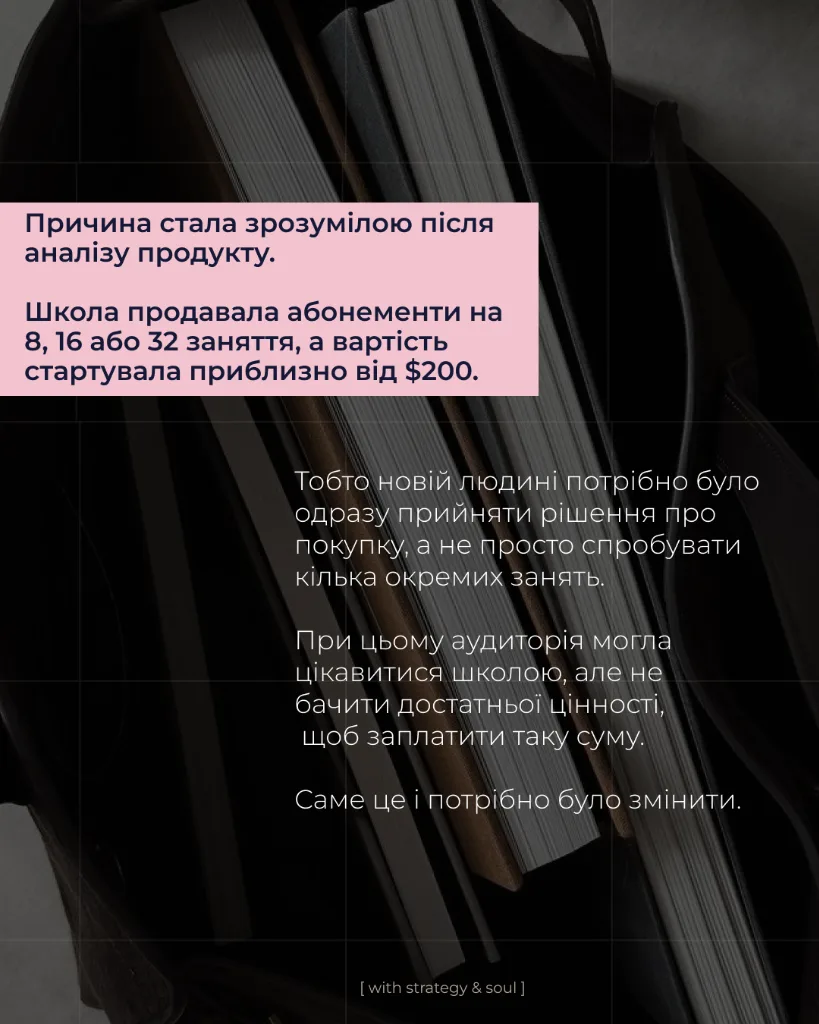 Причина стала зрозумілою після
аналізу продукту.
Школа продавала абонементи на
8, 16 або 32 заняття, а вартість
стартувала приблизно від $200.
Тобто новій людині потрібно було
одразу прийняти рішення про
покупку, а не просто спробувати
кілька окремих занять.
При цьому аудиторія могла
цікавитися школою, але не
бачити достатньої цінності,
щоб заплатити таку суму.
Саме це і потрібно було змінити.
[ with strategy & soul ]